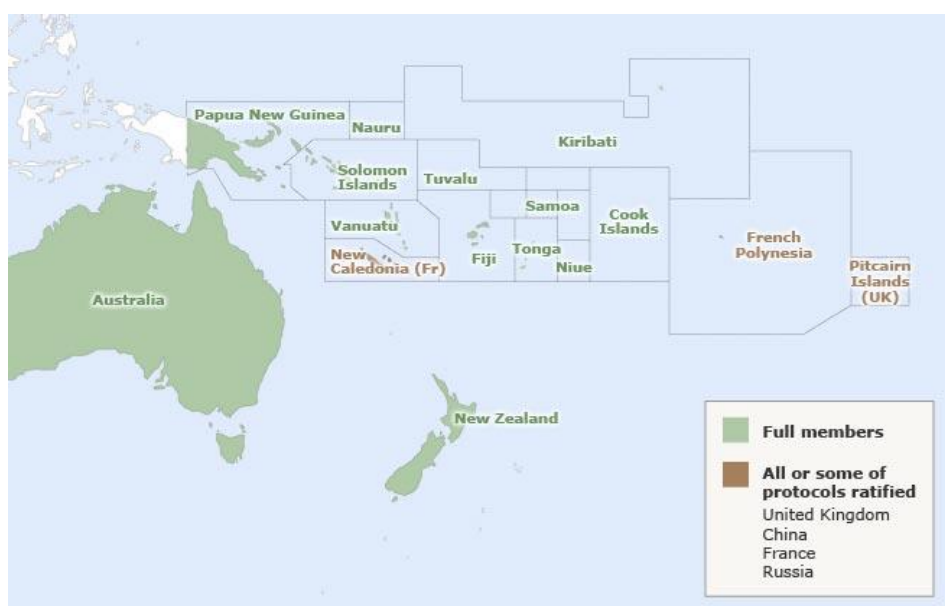 Papua New Guinea
Nauru
Kiribati
Solomon
Islands
Tuvalu
Samoa
Cook
Islands
Vanuatu
New
Caledonia (Fr)
Fiji
Tonga
Niue
French
Polynesia
Pitcairn
Islands
(UK)
Australia
New Zealand
Full members
All or some of
protocols ratified
United Kingdom
China
France
Russia